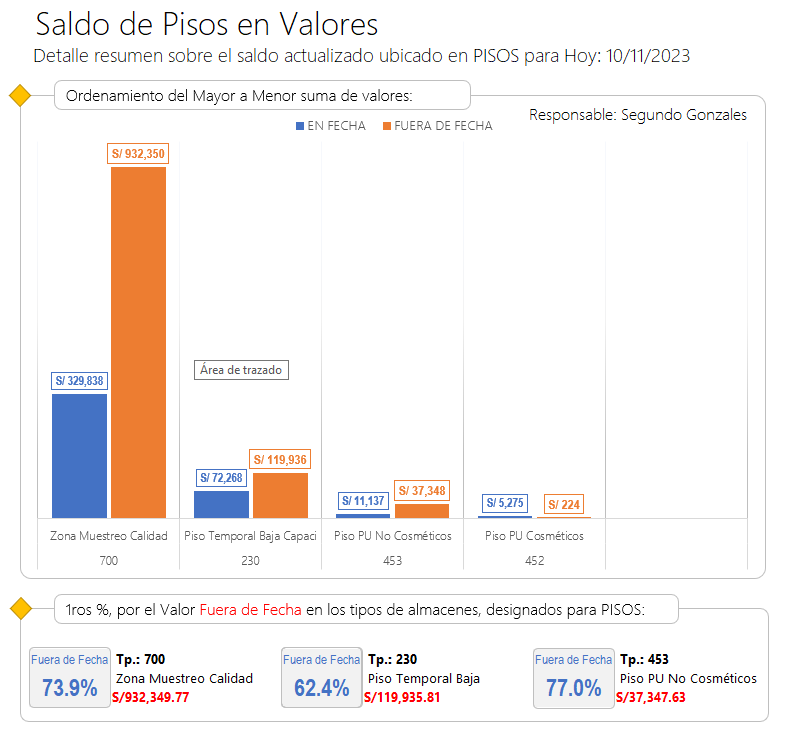 Saldo de Pisos en Valores
Detalle resumen sobre el saldo actualizado ubicado en PISOS para Hoy: 10/11/2023
Ordenamiento del Mayor a Menor suma de valores:
Responsable: Segundo Gonzales
EN FECHA FUERA DE FECHA
S/ 932,350
S/ 329,838
Área de trazado
S/ 119,936
S/ 72,268
S/ 37,348
S/ 11,137
S/ 5,275
S/ 224
Zona Muestreo Calidad Piso Temporal Baja Capaci Piso PU No Cosméticos Piso PU Cosméticos
700 230 453 452
1ros %, por el Valor Fuera de Fecha en los tipos de almacenes, designados para PISOS:
Fuera de Fecha
73.9%
Tp.: 700
Zona Muestreo Calidad
S/932,349.77
Fuera de Fecha
62.4%
Tp.: 230
Piso Temporal Baja
S/119,935.81
Fuera de Fecha
77.0%
Tp.: 453
Piso PU No Cosméticos
S/37,347.63